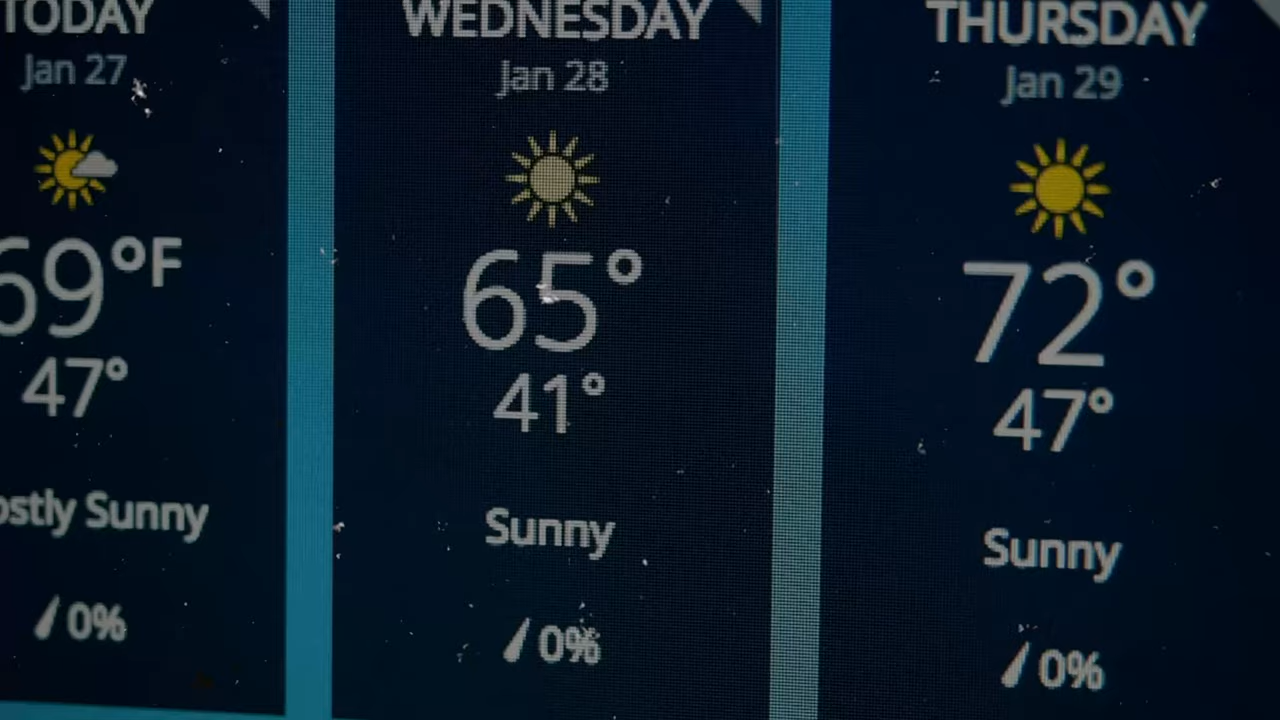 TODAY
Jan 27
69°F
47°
ostly Sunny
0%
WEDNESDAY
Jan 28
65°
41°
Sunny
0%
THURSDAY
Jan 29
72°
47°
Sunny
0%